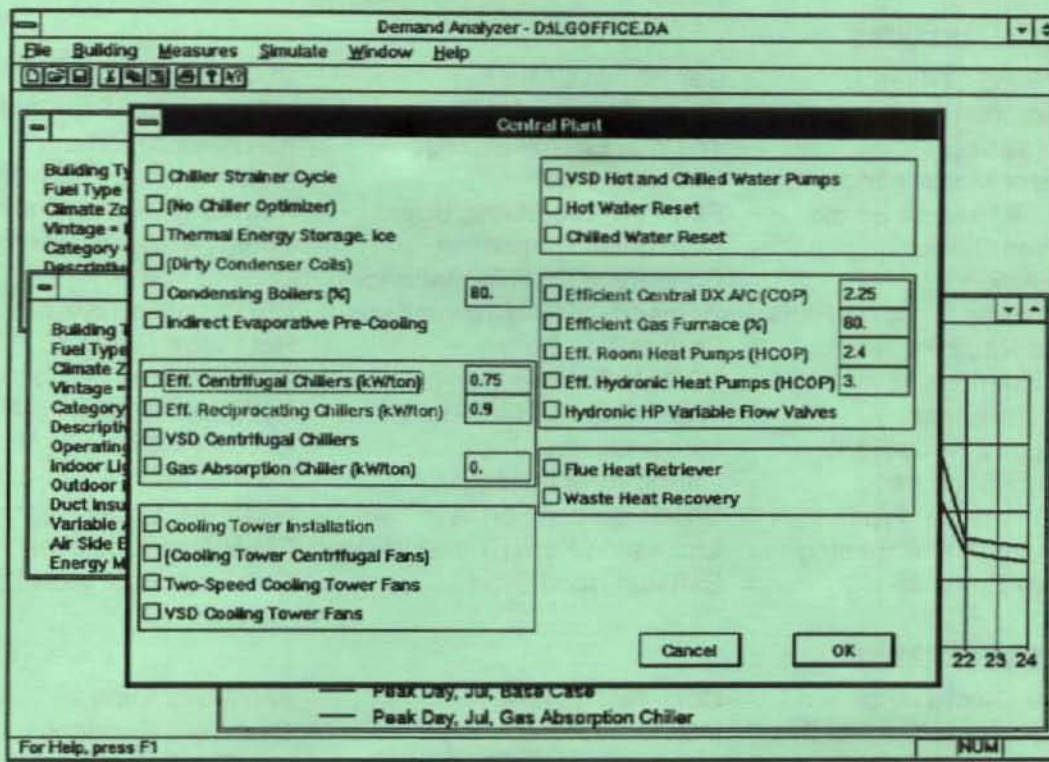 Demand Analyzer - D:\LGOFFICE.DA
File Building Measures Simulate Window Help
Central Plant
Building Ty
Fuel Type
Climate Zo
Vintage =
Category
Descriptiv
Building T
Fuel Type
Climate Z
Vintage =
Category
Descriptiv
Operating
Indoor Lig
Outdoor
Duct Insu
Variable
Air Side E
Energy M
Chiller Strainer Cycle
(No Chiller Optimizer)
Thermal Energy Storage, Ice
(Dirty Condenser Coils)
Condensing Boilers (%) 80.
Indirect Evaporative Pre-Cooling
Eff. Centrifugal Chillers (kW/ton) 0.75
Eff. Reciprocating Chillers (kW/ton) 0.9
VSD Centrifugal Chillers
Gas Absorption Chiller (kW/ton) 0.
Cooling Tower Installation
(Cooling Tower Centrifugal Fans)
Two-Speed Cooling Tower Fans
VSD Cooling Tower Fans
VSD Hot and Chilled Water Pumps
Hot Water Reset
Chilled Water Reset
Efficient Central DX A/C (COP) 2.25
Efficient Gas Furnace (%) 80.
Eff. Room Heat Pumps (HCOP) 2.4
Eff. Hydronic Heat Pumps (HCOP) 3.
Hydronic HP Variable Flow Valves
Flue Heat Retriever
Waste Heat Recovery
Cancel OK
22 23 24
Peak Day, Jul, Base Case
Peak Day, Jul, Gas Absorption Chiller
For Help, press F1 NUM